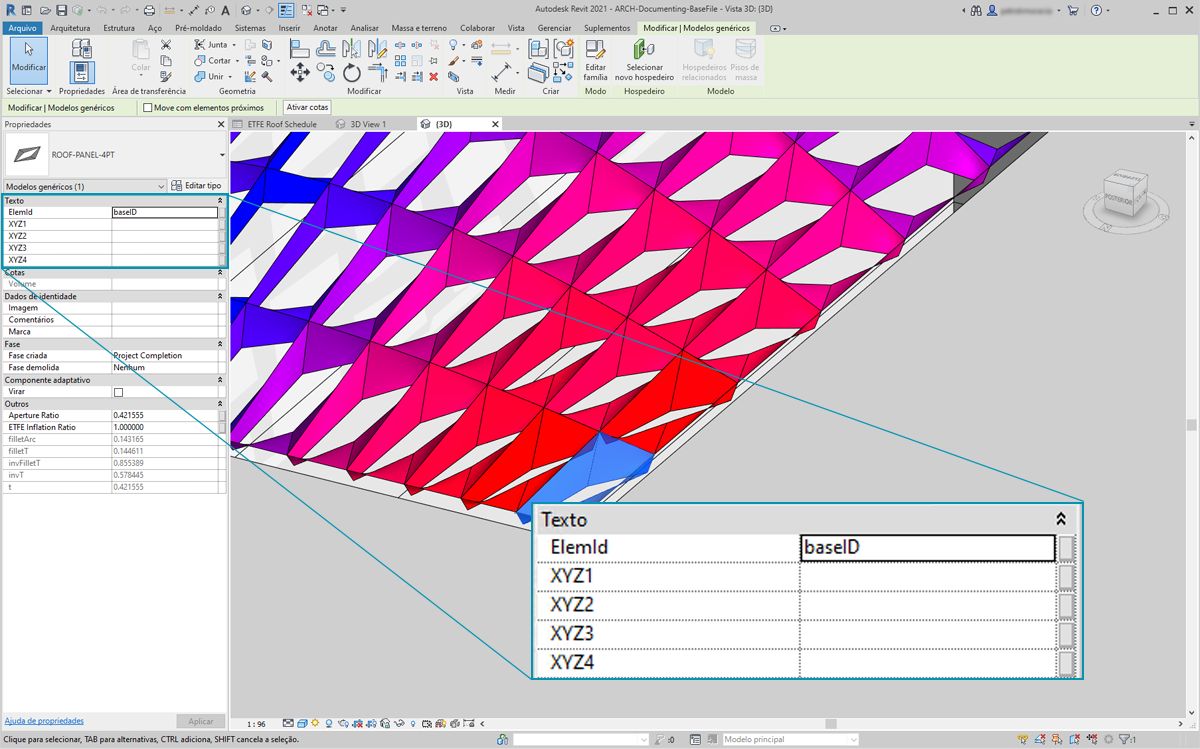 Autodesk Revit 2021 - ARCH-Documenting-BaseFile - Vista 3D: {3D}
Arquivo Arquitetura Estrutura Aço Pré-moldado Sistemas Inserir Anotar Analisar Massa e terreno Colaborar Vista Gerenciar Suplementos Modificar | Modelos genéricos
Modificar
Colar
Junta
Cortar
Unir
Editar família
Selecionar novo hospedeiro
Hospedeiros relacionados
Pisos de massa
Selecionar Propriedades Área de transferência Geometria Modificar Vista Medir Criar Modo Hospedeiro Modelo
Modificar | Modelos genéricos Move com elementos próximos Ativar cotas
Propriedades
ETFE Roof Schedule 3D View 1 {3D}
ROOF-PANEL-4PT
Modelos genéricos (1) Editar tipo
Texto
ElemId baseID
XYZ1
XYZ2
XYZ3
XYZ4
Cotas
Volume
Dados de identidade
Imagem
Comentários
Marca
Fase
Fase criada Project Completion
Fase demolida Nenhum
Componente adaptativo
Virar
Outros
Aperture Ratio 0.421555
ETFE Inflation Ratio 1.000000
filletArc 0.143165
filletT 0.144611
invFilletT 0.855389
invT 0.578445
t 0.421555
POSTERIOR
Texto
ElemId baseID
XYZ1
XYZ2
XYZ3
XYZ4
Ajuda de propriedades Aplicar
1 : 96
Clique para selecionar, TAB para alternativas, CTRL adiciona, SHIFT cancela a seleção.
:0
Modelo principal
:1